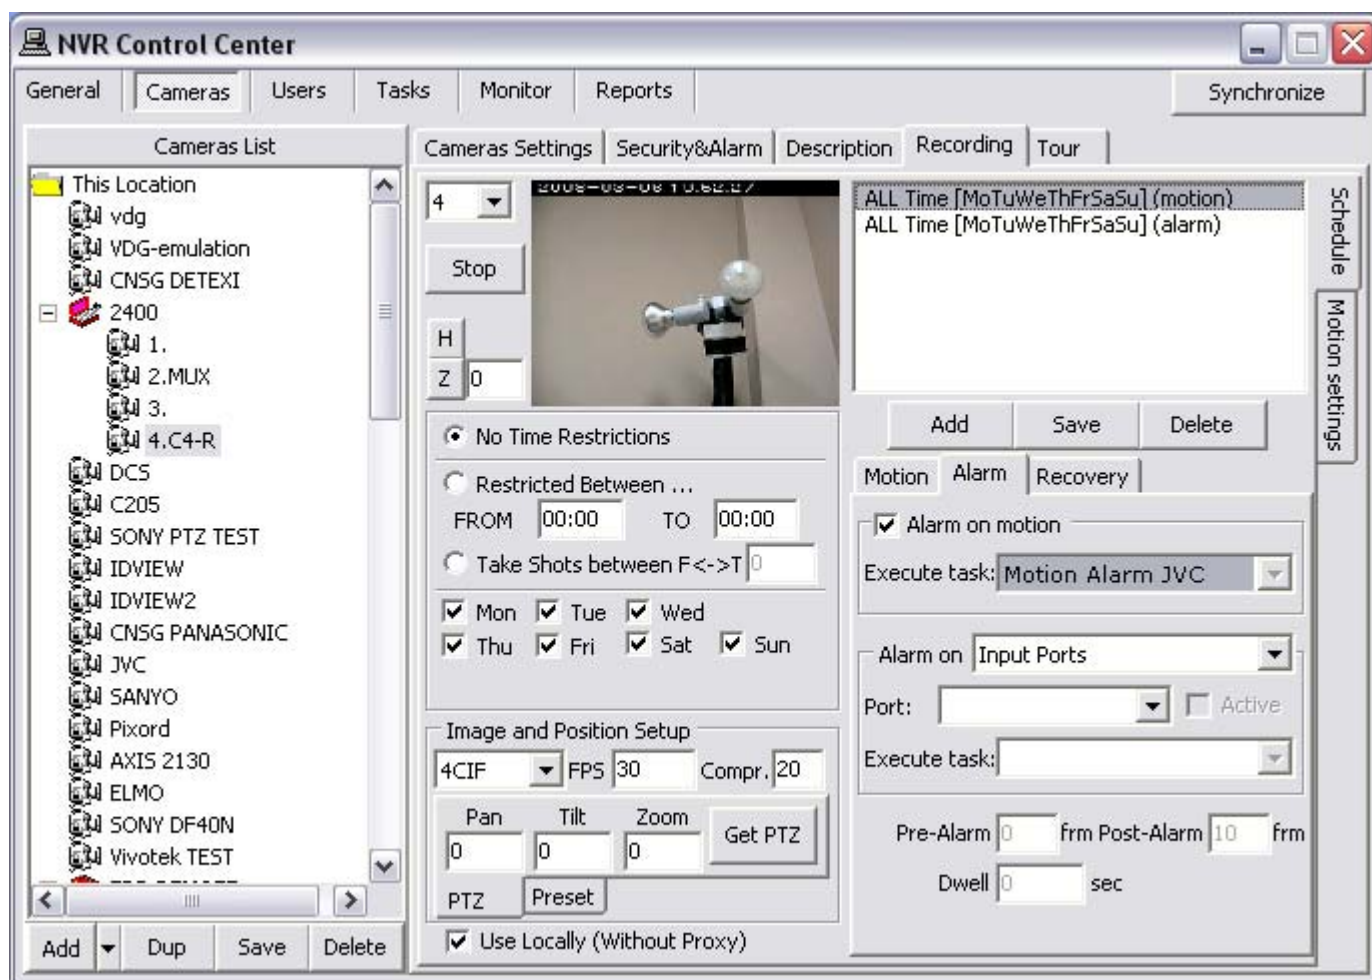 NVR Control Center
General Cameras Users Tasks Monitor Reports Synchronize
Cameras List
This Location
vdg
VDG-emulation
CNSG DETEXI
2400
1.
2.MUX
3.
4.C4-R
DCS
C205
SONY PTZ TEST
IDVIEW
IDVIEW2
CNSG PANASONIC
JVC
SANYO
Pixord
AXIS 2130
ELMO
SONY DF40N
Vivotek TEST
Add Dup Save Delete
Cameras Settings Security&Alarm Description Recording Tour
4
Stop
H
Z 0
No Time Restrictions
Restricted Between ...
FROM 00:00 TO 00:00
Take Shots between F<->T 0
Mon Tue Wed
Thu Fri Sat Sun
Image and Position Setup
4CIF FPS 30 Compr. 20
Pan Tilt Zoom
0 0 0 Get PTZ
PTZ Preset
Use Locally (Without Proxy)
ALL Time [MoTuWeThFrSaSu] (motion)
ALL Time [MoTuWeThFrSaSu] (alarm)
Add Save Delete
Motion Alarm Recovery
Alarm on motion
Execute task: Motion Alarm JVC
Alarm on Input Ports
Port: Active
Execute task:
Pre-Alarm 0 frm Post-Alarm 10 frm
Dwell 0 sec
Schedule
Motion settings